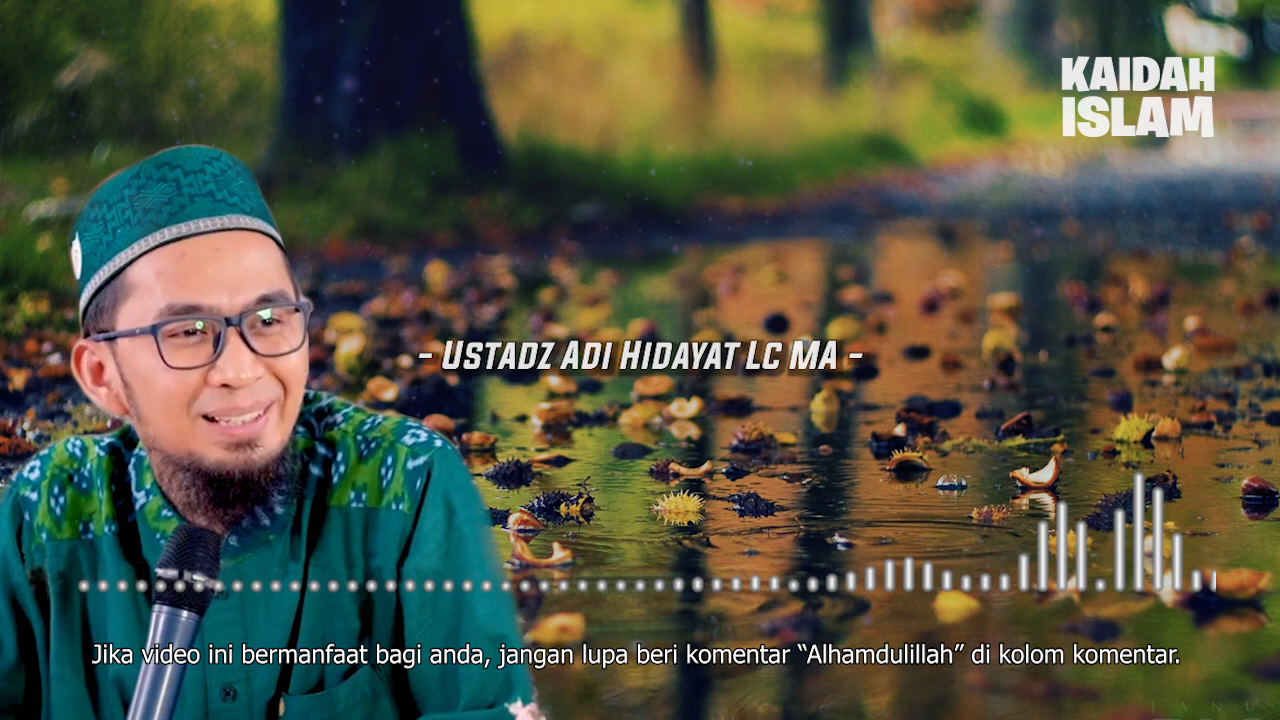 KAIDAH
ISLAM
- USTADZ ADI HIDAYAT LC MA -
Jika video ini bermanfaat bagi anda, jangan lupa beri komentar “Alhamdulillah” di kolom komentar.